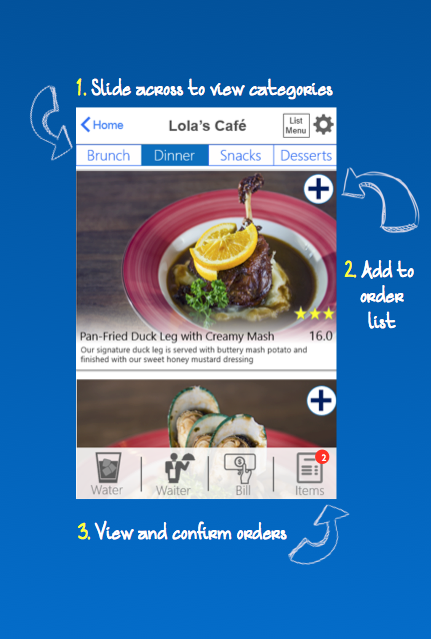 1. Slide across to view categories
Home
Lola's Café
List
Menu
Brunch
Dinner
Snacks
Desserts
2. Add to
order
list
Pan-Fried Duck Leg with Creamy Mash 16.0
Our signature duck leg is served with buttery mash potato and
finished with our sweet honey mustard dressing
Water
Waiter
Bill
$
Items
2
3. View and confirm orders